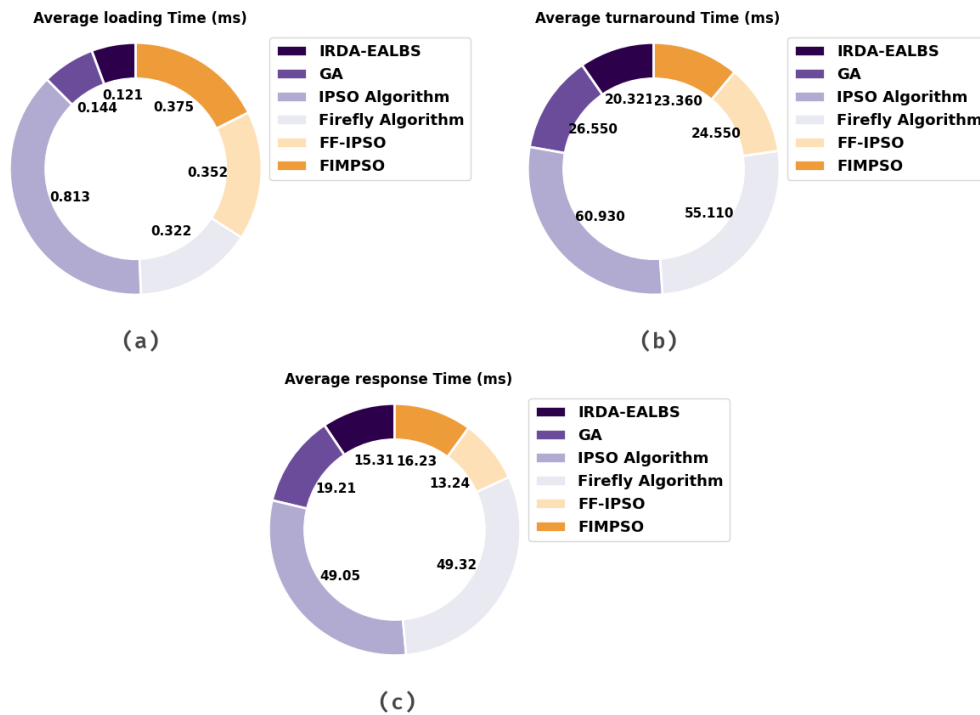 Average loading Time (ms)
IRDA-EALBS
GA
IPSO Algorithm
Firefly Algorithm
FF-IPSO
FIMPSO
0.121
0.144
0.375
0.352
0.813
0.322
(a)
Average turnaround Time (ms)
IRDA-EALBS
GA
IPSO Algorithm
Firefly Algorithm
FF-IPSO
FIMPSO
20.321
23.360
26.550
24.550
60.930
55.110
(b)
Average response Time (ms)
IRDA-EALBS
GA
IPSO Algorithm
Firefly Algorithm
FF-IPSO
FIMPSO
15.31
16.23
19.21
13.24
49.05
49.32
(c)